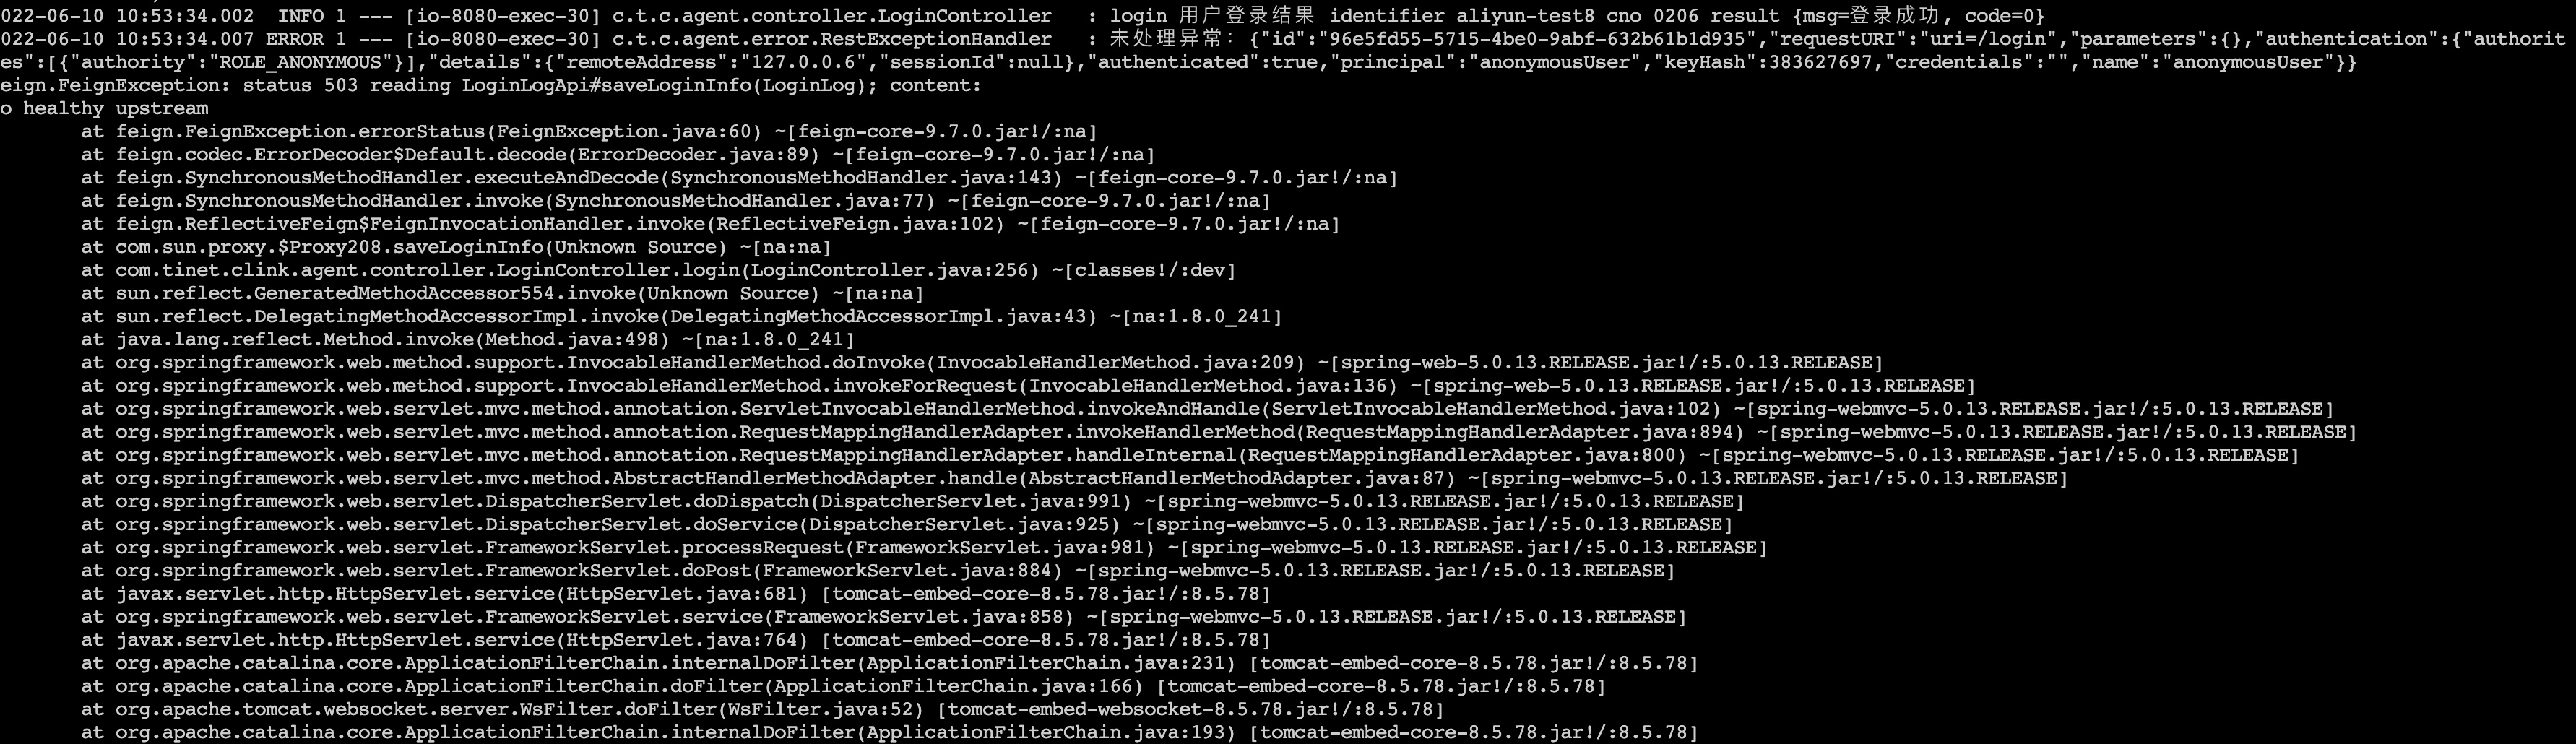 022-06-10 10:53:34.002  INFO 1 --- [io-8080-exec-30] c.t.c.agent.controller.LoginController   : login 用户登录结果 identifier aliyun-test8 cno 0206 result {msg=登录成功, code=0}
022-06-10 10:53:34.007 ERROR 1 --- [io-8080-exec-30] c.t.c.agent.error.RestExceptionHandler   : 未处理异常: {"id":"96e5fd55-5715-4be0-9abf-632b61b1d935","requestURI":"uri=/login","parameters":{},"authentication":{"authorit
es":[{"authority":"ROLE_ANONYMOUS"}],"details":{"remoteAddress":"127.0.0.6","sessionId":null},"authenticated":true,"principal":"anonymousUser","keyHash":383627697,"credentials":"","name":"anonymousUser"}}
eign.FeignException: status 503 reading LoginLogApi#saveLoginInfo(LoginLog); content:
o healthy upstream
at feign.FeignException.errorStatus(FeignException.java:60) ~[feign-core-9.7.0.jar!/:na]
at feign.codec.ErrorDecoder$Default.decode(ErrorDecoder.java:89) ~[feign-core-9.7.0.jar!/:na]
at feign.SynchronousMethodHandler.executeAndDecode(SynchronousMethodHandler.java:143) ~[feign-core-9.7.0.jar!/:na]
at feign.SynchronousMethodHandler.invoke(SynchronousMethodHandler.java:77) ~[feign-core-9.7.0.jar!/:na]
at feign.ReflectiveFeign$FeignInvocationHandler.invoke(ReflectiveFeign.java:102) ~[feign-core-9.7.0.jar!/:na]
at com.sun.proxy.$Proxy208.saveLoginInfo(Unknown Source) ~[na:na]
at com.tinet.clink.agent.controller.LoginController.login(LoginController.java:256) ~[classes!/:dev]
at sun.reflect.GeneratedMethodAccessor554.invoke(Unknown Source) ~[na:na]
at sun.reflect.DelegatingMethodAccessorImpl.invoke(DelegatingMethodAccessorImpl.java:43) ~[na:1.8.0_241]
at java.lang.reflect.Method.invoke(Method.java:498) ~[na:1.8.0_241]
at org.springframework.web.method.support.InvocableHandlerMethod.doInvoke(InvocableHandlerMethod.java:209) ~[spring-web-5.0.13.RELEASE.jar!/:5.0.13.RELEASE]
at org.springframework.web.method.support.InvocableHandlerMethod.invokeForRequest(InvocableHandlerMethod.java:136) ~[spring-web-5.0.13.RELEASE.jar!/:5.0.13.RELEASE]
at org.springframework.web.servlet.mvc.method.annotation.ServletInvocableHandlerMethod.invokeAndHandle(ServletInvocableHandlerMethod.java:102) ~[spring-webmvc-5.0.13.RELEASE.jar!/:5.0.13.RELEASE]
at org.springframework.web.servlet.mvc.method.annotation.RequestMappingHandlerAdapter.invokeHandlerMethod(RequestMappingHandlerAdapter.java:894) ~[spring-webmvc-5.0.13.RELEASE.jar!/:5.0.13.RELEASE]
at org.springframework.web.servlet.mvc.method.annotation.RequestMappingHandlerAdapter.handleInternal(RequestMappingHandlerAdapter.java:800) ~[spring-webmvc-5.0.13.RELEASE.jar!/:5.0.13.RELEASE]
at org.springframework.web.servlet.mvc.method.AbstractHandlerMethodAdapter.handle(AbstractHandlerMethodAdapter.java:87) ~[spring-webmvc-5.0.13.RELEASE.jar!/:5.0.13.RELEASE]
at org.springframework.web.servlet.DispatcherServlet.doDispatch(DispatcherServlet.java:991) ~[spring-webmvc-5.0.13.RELEASE.jar!/:5.0.13.RELEASE]
at org.springframework.web.servlet.DispatcherServlet.doService(DispatcherServlet.java:925) ~[spring-webmvc-5.0.13.RELEASE.jar!/:5.0.13.RELEASE]
at org.springframework.web.servlet.FrameworkServlet.processRequest(FrameworkServlet.java:981) ~[spring-webmvc-5.0.13.RELEASE.jar!/:5.0.13.RELEASE]
at org.springframework.web.servlet.FrameworkServlet.doPost(FrameworkServlet.java:884) ~[spring-webmvc-5.0.13.RELEASE.jar!/:5.0.13.RELEASE]
at javax.servlet.http.HttpServlet.service(HttpServlet.java:681) [tomcat-embed-core-8.5.78.jar!/:8.5.78]
at org.springframework.web.servlet.FrameworkServlet.service(FrameworkServlet.java:858) ~[spring-webmvc-5.0.13.RELEASE.jar!/:5.0.13.RELEASE]
at javax.servlet.http.HttpServlet.service(HttpServlet.java:764) [tomcat-embed-core-8.5.78.jar!/:8.5.78]
at org.apache.catalina.core.ApplicationFilterChain.internalDoFilter(ApplicationFilterChain.java:231) [tomcat-embed-core-8.5.78.jar!/:8.5.78]
at org.apache.catalina.core.ApplicationFilterChain.doFilter(ApplicationFilterChain.java:166) [tomcat-embed-core-8.5.78.jar!/:8.5.78]
at org.apache.tomcat.websocket.server.WsFilter.doFilter(WsFilter.java:52) [tomcat-embed-websocket-8.5.78.jar!/:8.5.78]
at org.apache.catalina.core.ApplicationFilterChain.internalDoFilter(ApplicationFilterChain.java:193) [tomcat-embed-core-8.5.78.jar!/:8.5.78]